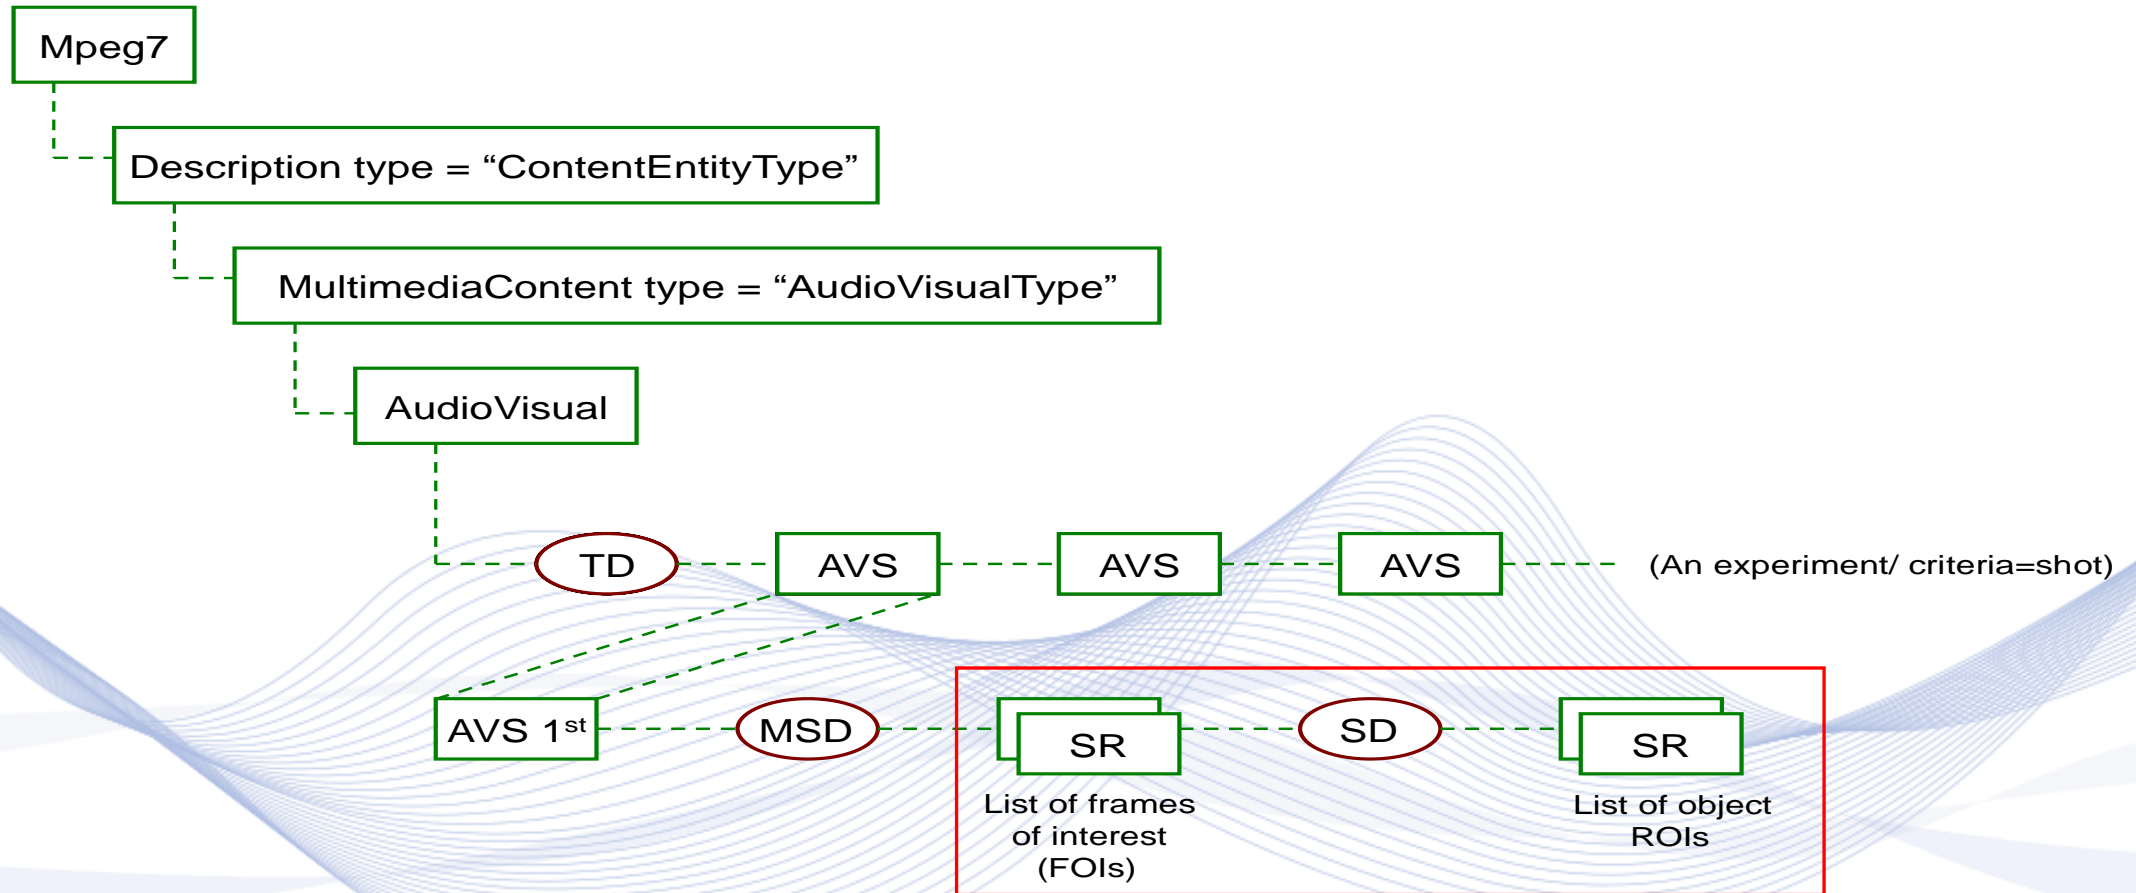 Mpeg7
Description type = “ContentEntityType”
MultimediaContent type = “AudioVisualType”
AudioVisual
TD
AVS
AVS
AVS
(An experiment/ criteria=shot)
AVS 1st
MSD
SR
SD
SR
List of frames
of interest
(FOIs)
List of object
ROIs